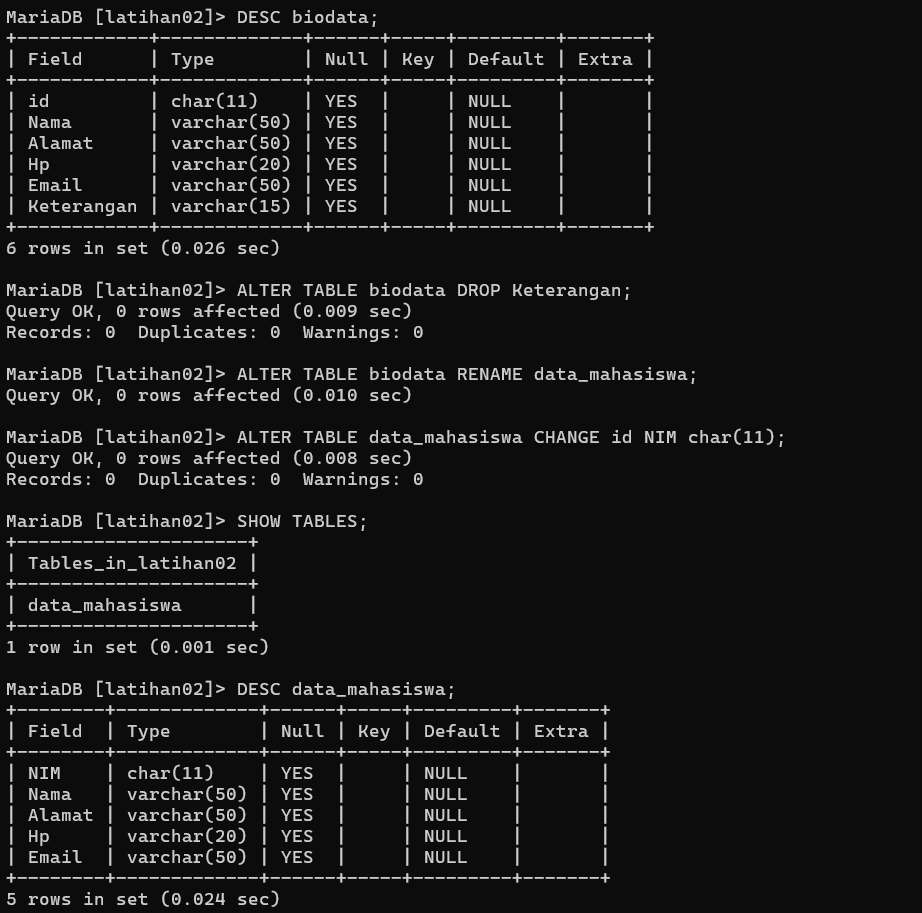 MariaDB [latihan02]> DESC biodata;
+------------+-------------+------+-----+---------+-------+
| Field      | Type        | Null | Key | Default | Extra |
+------------+-------------+------+-----+---------+-------+
| id         | char(11)    | YES  |     | NULL    |       |
| Nama       | varchar(50) | YES  |     | NULL    |       |
| Alamat     | varchar(50) | YES  |     | NULL    |       |
| Hp         | varchar(20) | YES  |     | NULL    |       |
| Email      | varchar(50) | YES  |     | NULL    |       |
| Keterangan | varchar(15) | YES  |     | NULL    |       |
+------------+-------------+------+-----+---------+-------+
6 rows in set (0.026 sec)

MariaDB [latihan02]> ALTER TABLE biodata DROP Keterangan;
Query OK, 0 rows affected (0.009 sec)
Records: 0  Duplicates: 0  Warnings: 0

MariaDB [latihan02]> ALTER TABLE biodata RENAME data_mahasiswa;
Query OK, 0 rows affected (0.010 sec)

MariaDB [latihan02]> ALTER TABLE data_mahasiswa CHANGE id NIM char(11);
Query OK, 0 rows affected (0.008 sec)
Records: 0  Duplicates: 0  Warnings: 0

MariaDB [latihan02]> SHOW TABLES;
+---------------------+
| Tables_in_latihan02 |
+---------------------+
| data_mahasiswa      |
+---------------------+
1 row in set (0.001 sec)

MariaDB [latihan02]> DESC data_mahasiswa;
+--------+-------------+------+-----+---------+-------+
| Field  | Type        | Null | Key | Default | Extra |
+--------+-------------+------+-----+---------+-------+
| NIM    | char(11)    | YES  |     | NULL    |       |
| Nama   | varchar(50) | YES  |     | NULL    |       |
| Alamat | varchar(50) | YES  |     | NULL    |       |
| Hp     | varchar(20) | YES  |     | NULL    |       |
| Email  | varchar(50) | YES  |     | NULL    |       |
+--------+-------------+------+-----+---------+-------+
5 rows in set (0.024 sec)